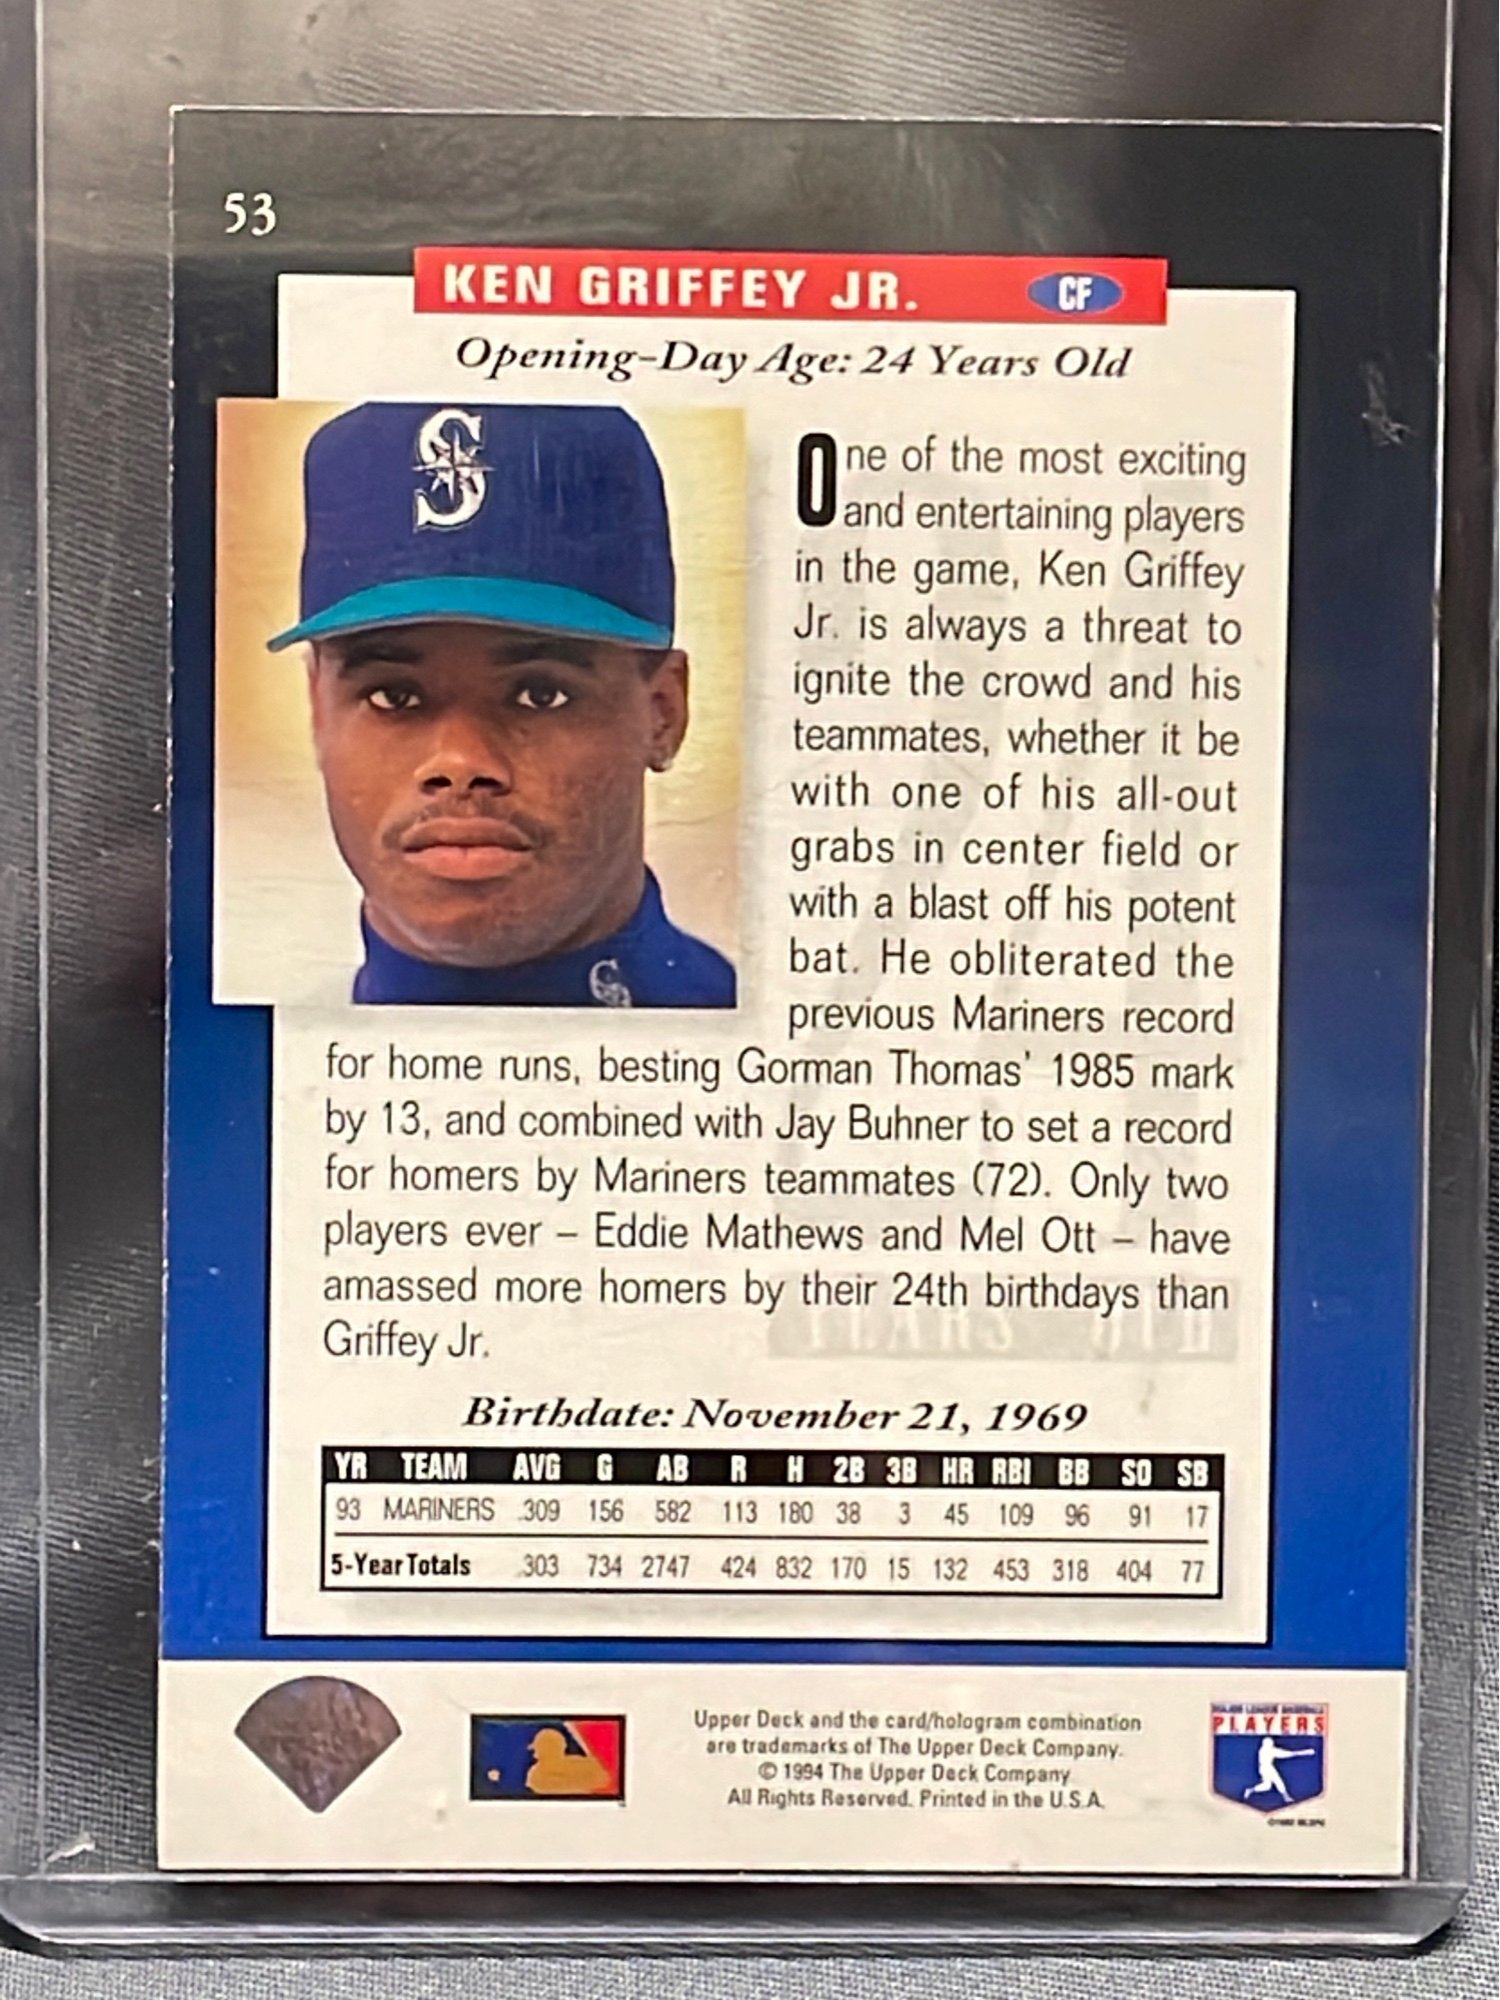 53
KEN GRIFFEY JR. CF
Opening-Day Age: 24 Years Old
One of the most exciting
and entertaining players
in the game, Ken Griffey
Jr. is always a threat to
ignite the crowd and his
teammates, whether it be
with one of his all-out
grabs in center field or
with a blast off his potent
bat. He obliterated the
previous Mariners record
for home runs, besting Gorman Thomas' 1985 mark
by 13, and combined with Jay Buhner to set a record
for homers by Mariners teammates (72). Only two
players ever – Eddie Mathews and Mel Ott – have
amassed more homers by their 24th birthdays than
Griffey Jr.
YEARS OLD
Birthdate: November 21, 1969
YR TEAM AVG G AB R H 2B 3B HR RBI BB SO SB
93 MARINERS .309 156 582 113 180 38 3 45 109 96 91 17
5-Year Totals .303 734 2747 424 832 170 15 132 453 318 404 77
Upper Deck and the card/hologram combination
are trademarks of The Upper Deck Company.
© 1994 The Upper Deck Company
All Rights Reserved. Printed in the U.S.A.
MAJOR LEAGUE BASEBALL
PLAYERS